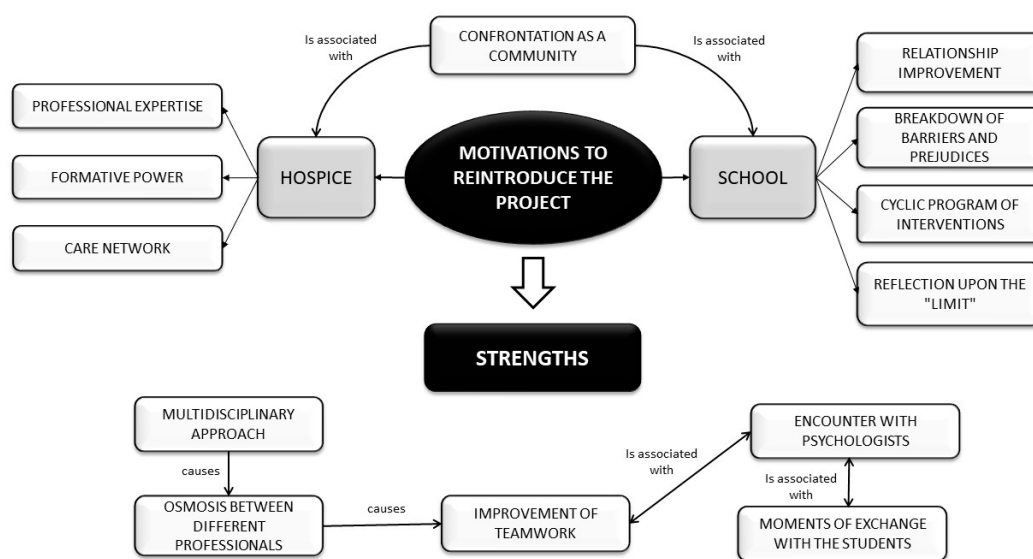 CONFRONTATION AS A
COMMUNITY
Is associated
with
Is associated
with
PROFESSIONAL EXPERTISE
FORMATIVE POWER
CARE NETWORK
HOSPICE
MOTIVATIONS TO
REINTRODUCE THE
PROJECT
SCHOOL
RELATIONSHIP
IMPROVEMENT
BREAKDOWN OF
BARRIERS AND
PREJUDICES
CYCLIC PROGRAM OF
INTERVENTIONS
REFLECTION UPON THE
"LIMIT"
STRENGTHS
MULTIDISCIPLINARY
APPROACH
causes
OSMOSIS BETWEEN
DIFFERENT
PROFESSIONALS
causes
IMPROVEMENT OF
TEAMWORK
Is associated
with
ENCOUNTER WITH
PSYCHOLOGISTS
Is associated
with
MOMENTS OF EXCHANGE
WITH THE STUDENTS